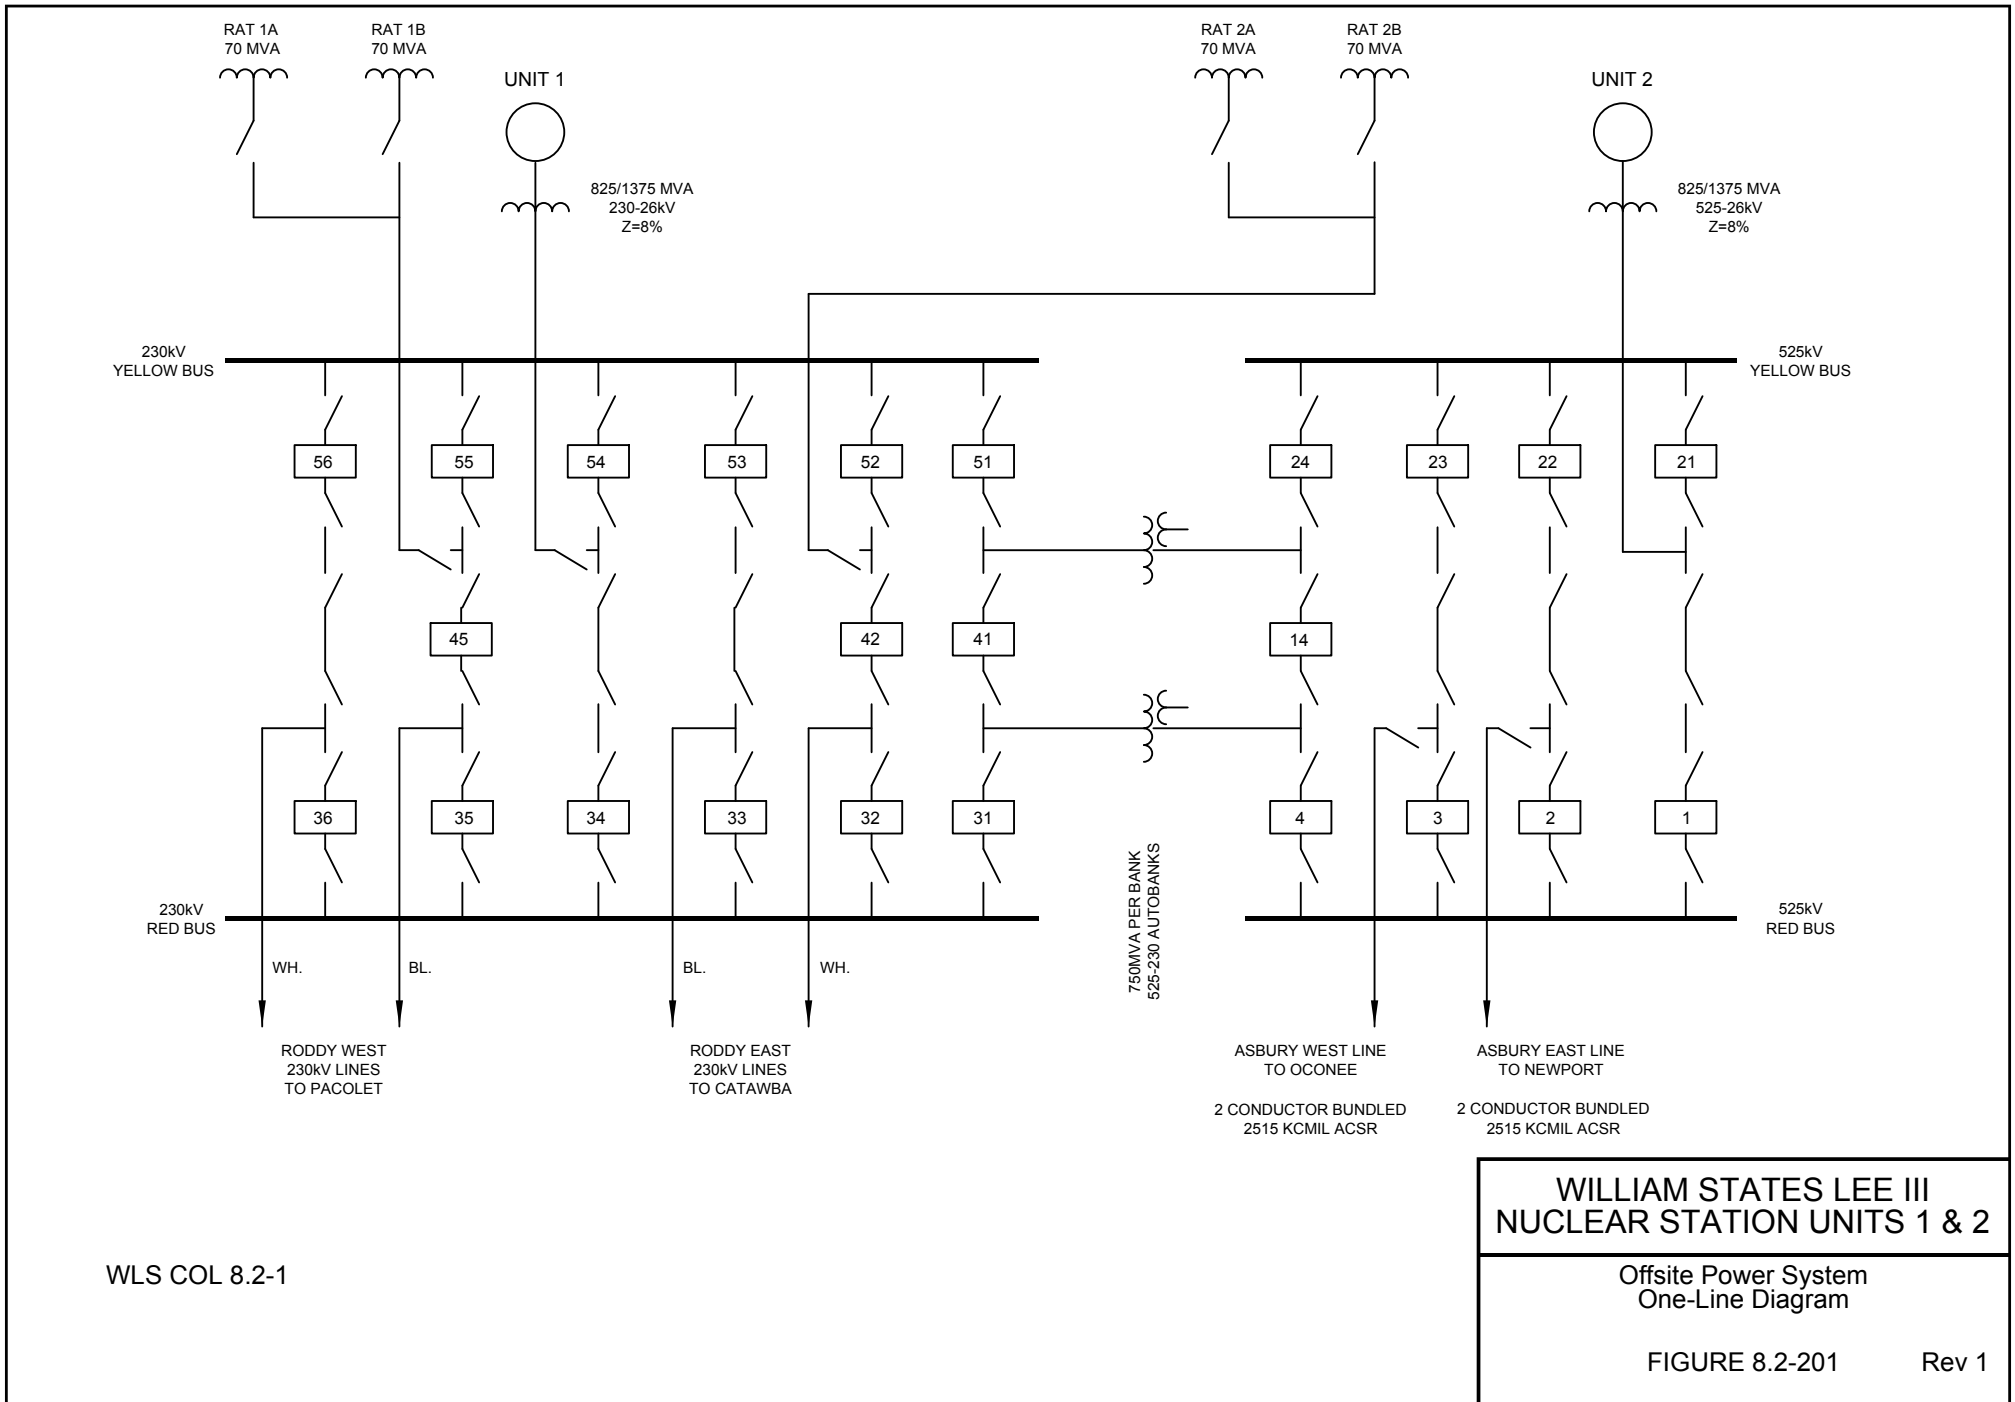 RAT 1A
70 MVA
RAT 1B
70 MVA
UNIT 1
825/1375 MVA
230-26kV
Z=8%
RAT 2A
70 MVA
RAT 2B
70 MVA
UNIT 2
825/1375 MVA
525-26kV
Z=8%
230kV
YELLOW BUS
525kV
YELLOW BUS
56
55
54
53
52
51
24
23
22
21
45
42
41
14
36
35
34
33
32
31
4
3
2
1
230kV
RED BUS
750MVA PER BANK
525-230 AUTOBANKS
525kV
RED BUS
WH.
BL.
BL.
WH.
RODDY WEST
230kV LINES
TO PACOLET
RODDY EAST
230kV LINES
TO CATAWBA
ASBURY WEST LINE
TO OCONEE
2 CONDUCTOR BUNDLED
2515 KCMIL ACSR
ASBURY EAST LINE
TO NEWPORT
2 CONDUCTOR BUNDLED
2515 KCMIL ACSR
WILLIAM STATES LEE III
NUCLEAR STATION UNITS 1 & 2
WLS COL 8.2-1
Offsite Power System
One-Line Diagram
FIGURE 8.2-201 Rev 1